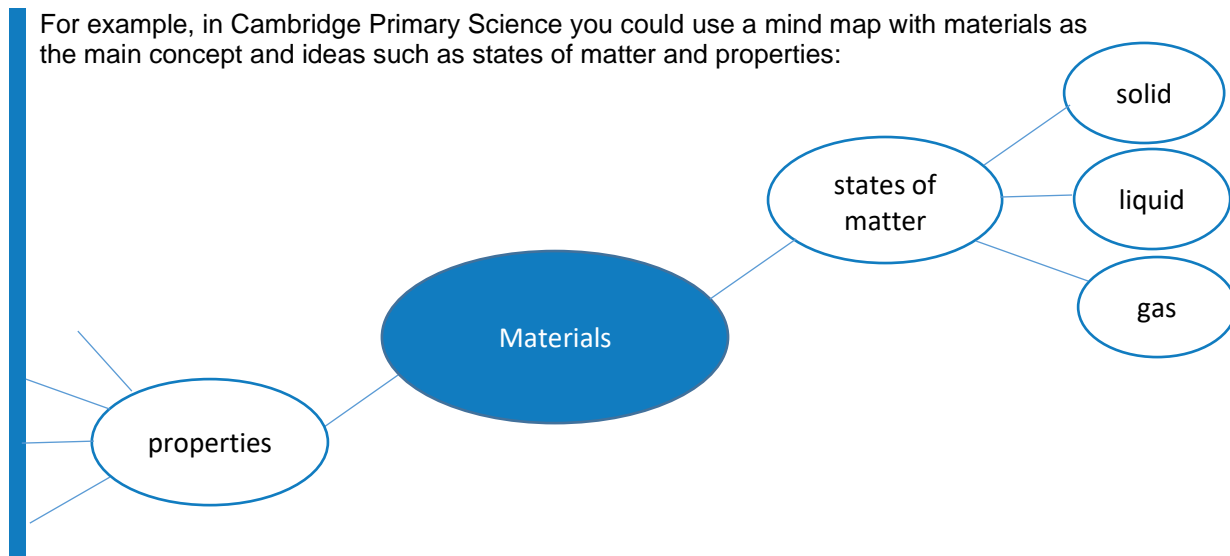 For example, in Cambridge Primary Science you could use a mind map with materials as
the main concept and ideas such as states of matter and properties:
solid
states of
matter
liquid
gas
Materials
properties